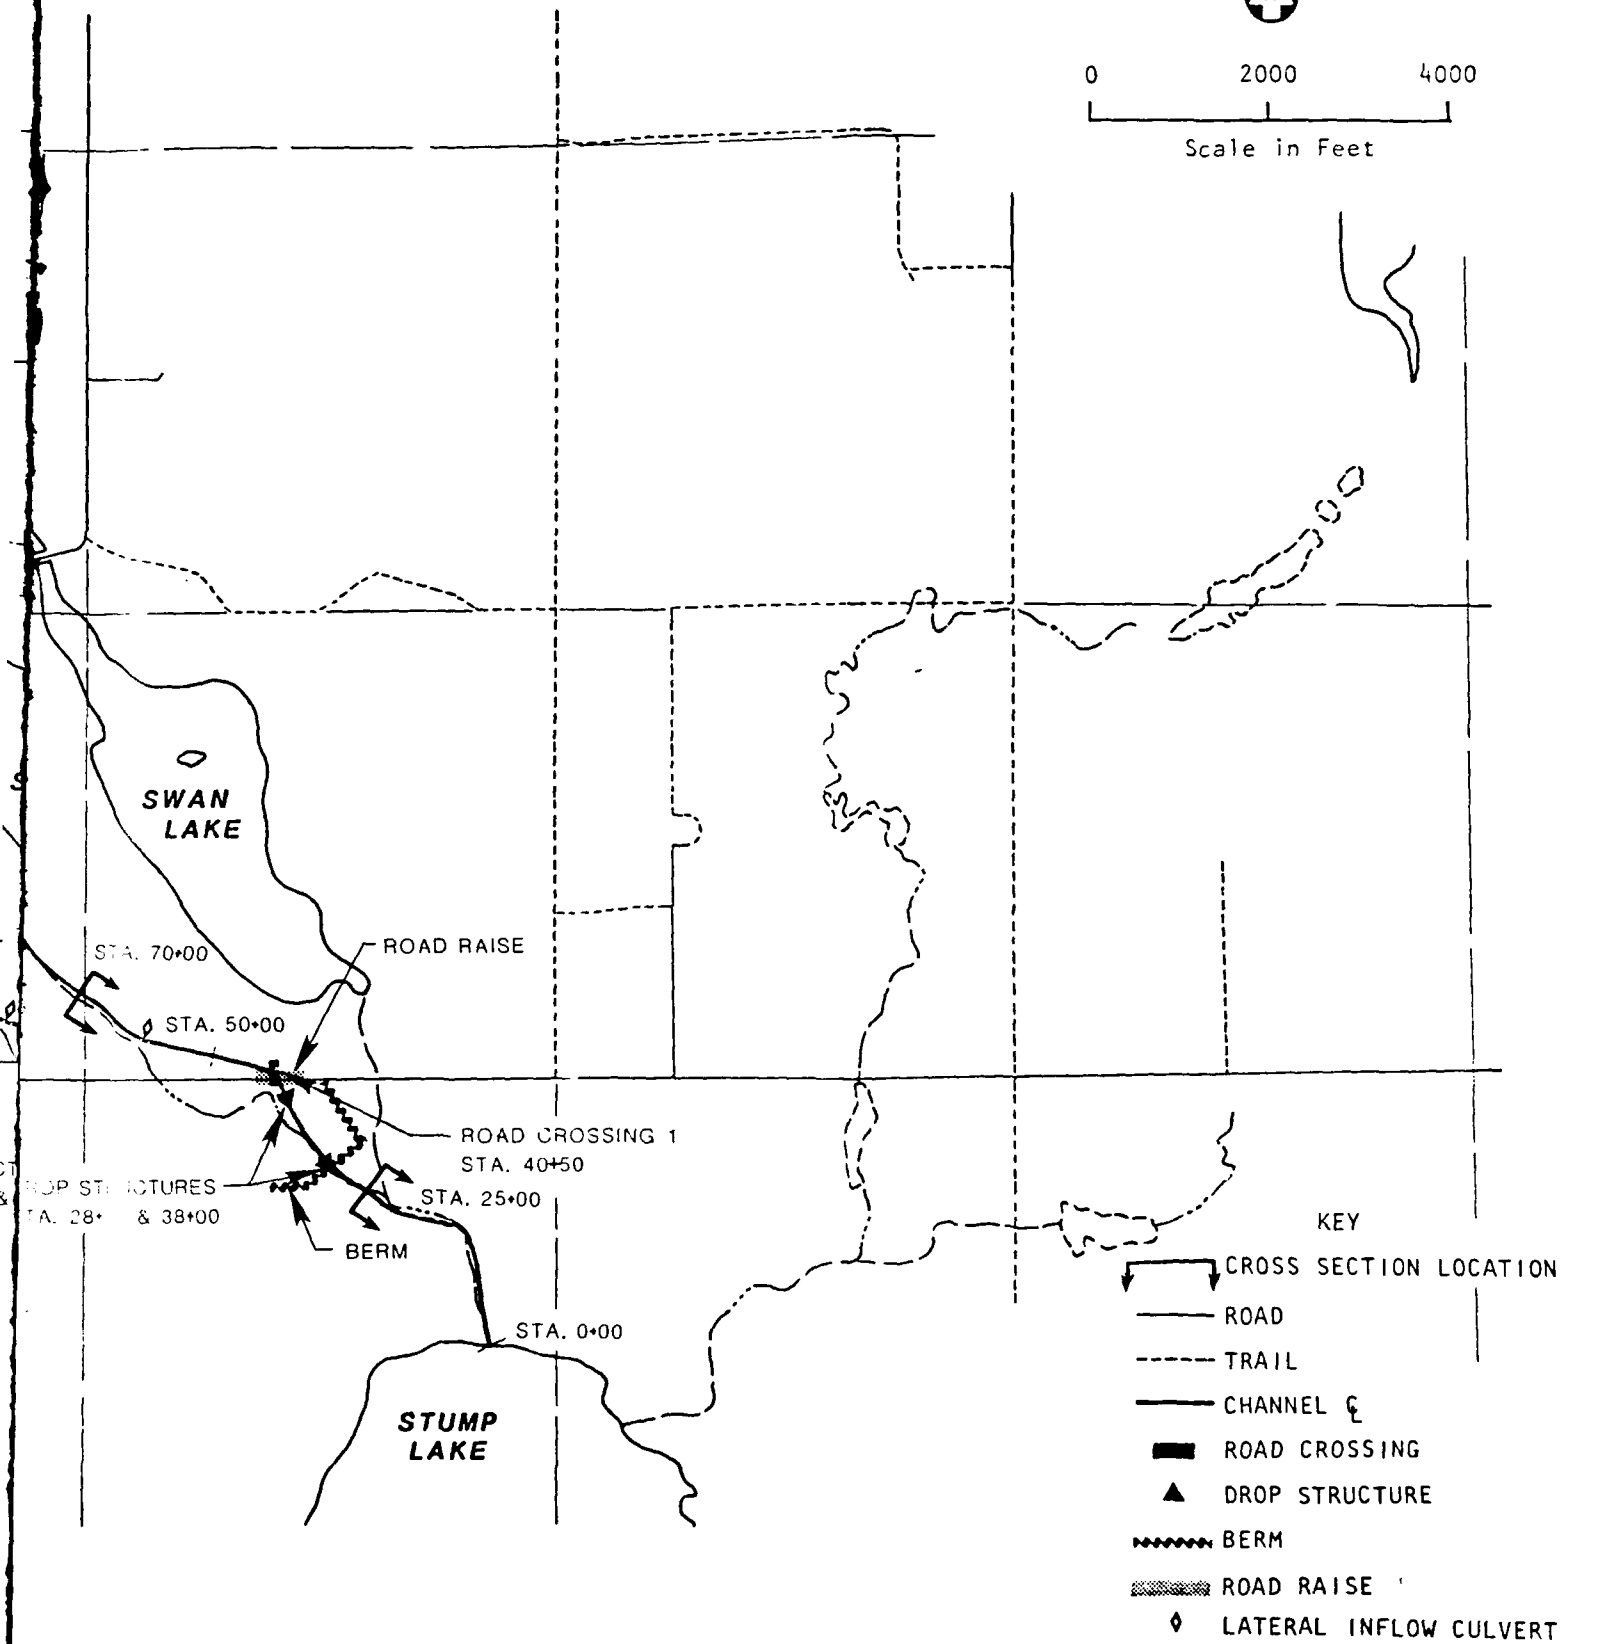 0 2000 4000
Scale in Feet
SWAN
LAKE
STA. 70+00
ROAD RAISE
STA. 50+00
ROAD CROSSING 1
STA. 40+50
STRUCTURES
& 38+00
STA. 25+00
BERM
STA. 0+00
STUMP
LAKE
KEY
CROSS SECTION LOCATION
ROAD
TRAIL
CHANNEL ℄
ROAD CROSSING
DROP STRUCTURE
BERM
ROAD RAISE
LATERAL INFLOW CULVERT